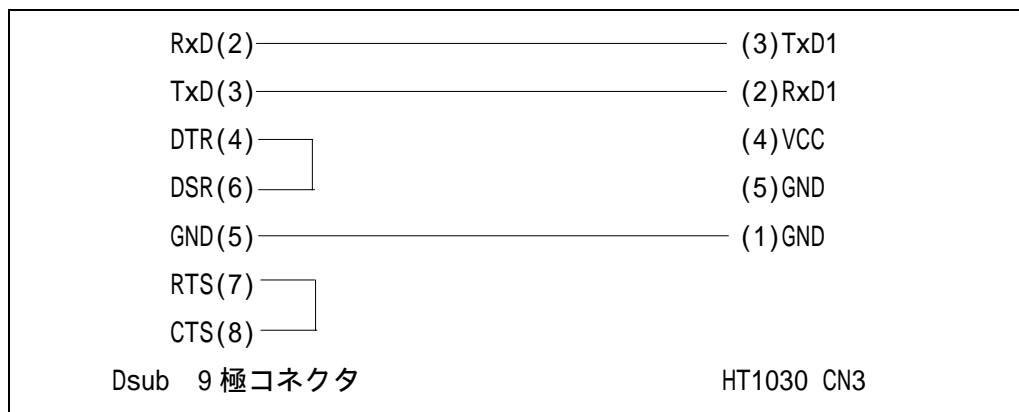 RxD(2) (3)TxD1
TxD(3) (2)RxD1
DTR(4) (4)VCC
DSR(6) (5)GND
GND(5) (1)GND
RTS(7)
CTS(8)
Dsub　9極コネクタ HT1030 CN3